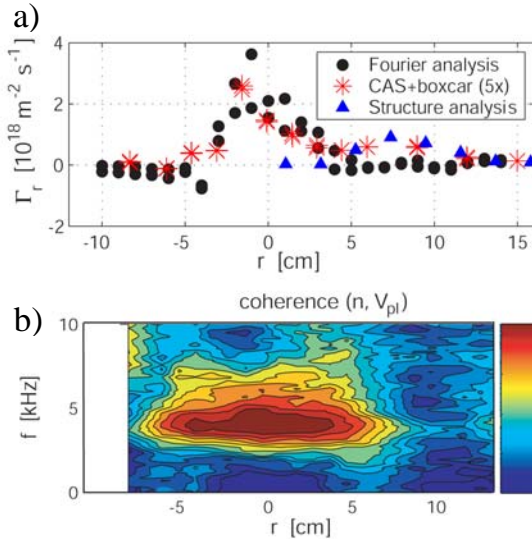 a)
Γr [10^18 m^-2 s^-1]
4
2
0
-2
Fourier analysis
CAS+boxcar (5x)
Structure analysis
-10
-5
0
5
10
15
r [cm]
b)
coherence (n, Vpl)
f [kHz]
10
5
0
-5
0
5
10
r [cm]